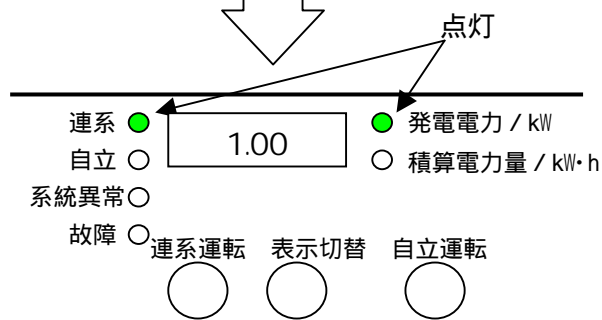 点灯
連系
1.00
発電電力 / kW
自立
積算電力量 / kW･h
系統異常
故障
連系運転 表示切替 自立運転